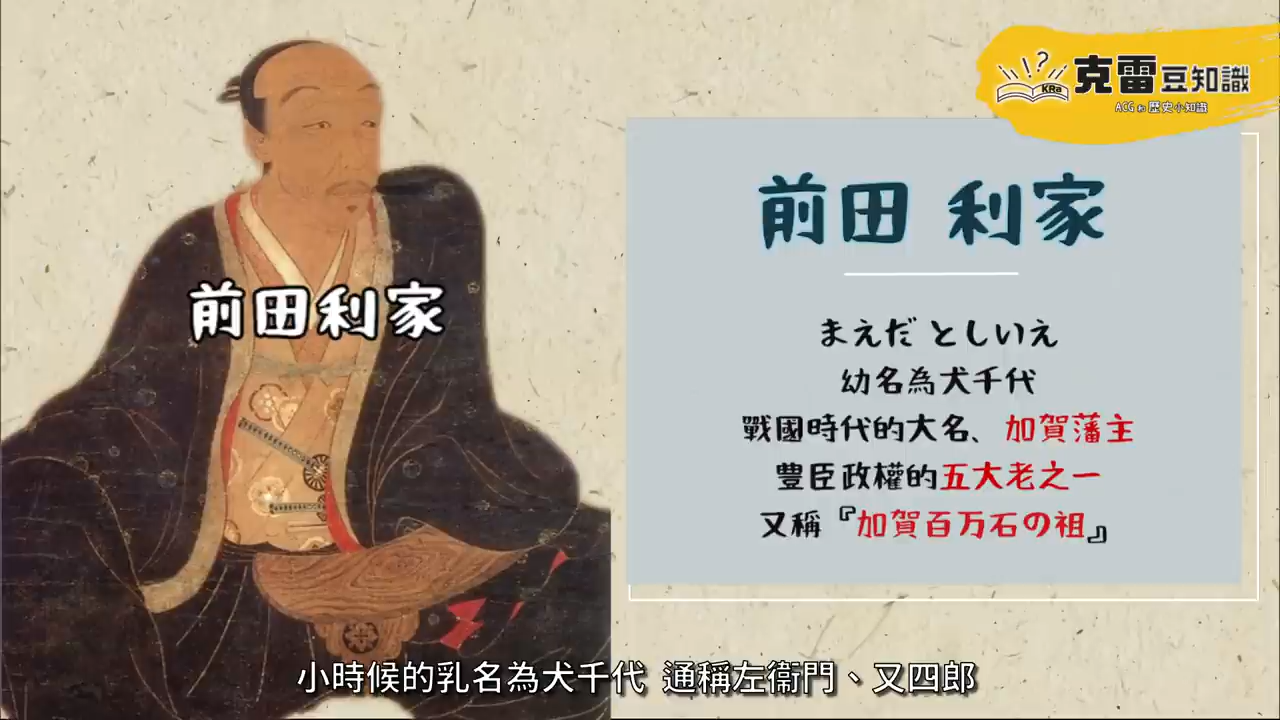 克雷豆知識
KRa
ACG和歷史小知識
前田 利家
前田利家
まえだ としいえ
幼名為犬千代
戰國時代的大名、加賀藩主
豊臣政權的五大老之一
又稱『加賀百万石の祖』
小時候的乳名為犬千代 通稱左衞門、又四郎